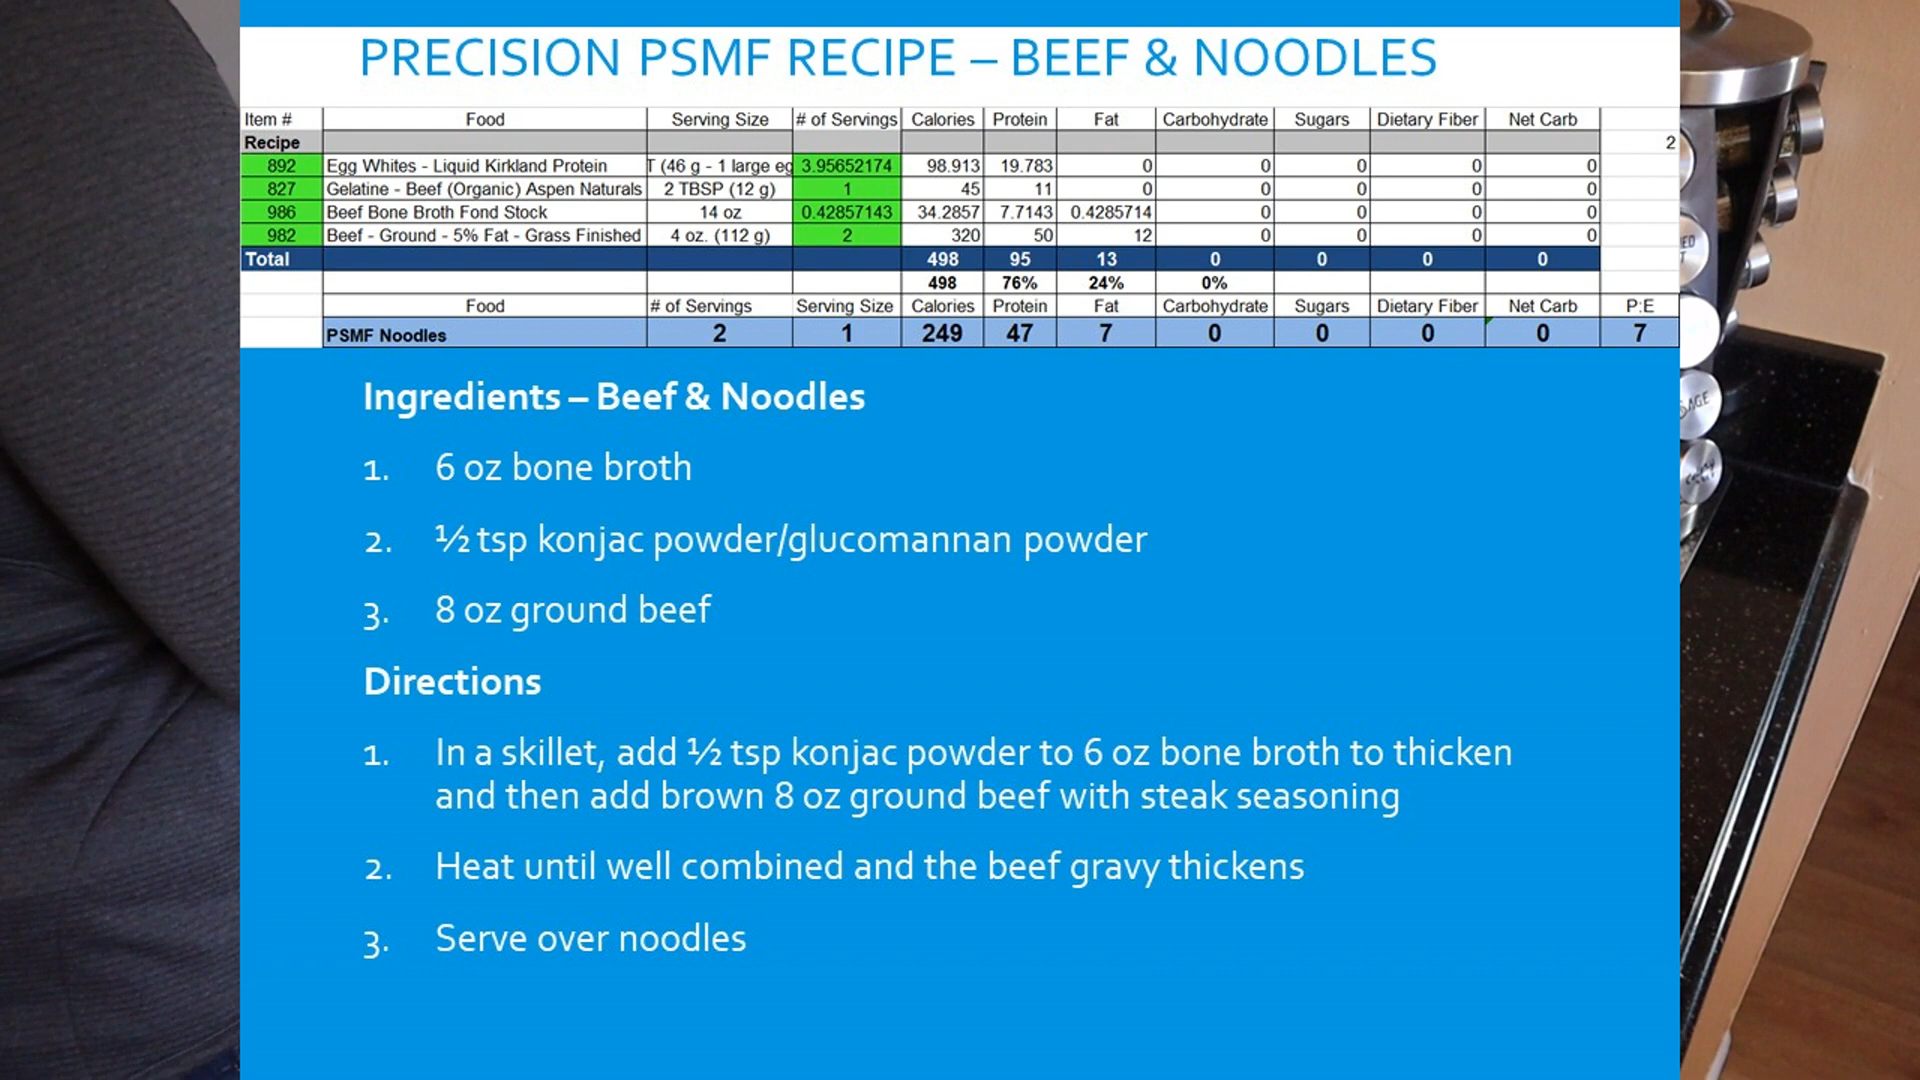 PRECISION PSMF RECIPE – BEEF & NOODLES
Item # Food Serving Size # of Servings Calories Protein Fat Carbohydrate Sugars Dietary Fiber Net Carb
Recipe 2
892 Egg Whites - Liquid Kirkland Protein T (46 g - 1 large eg 3.95652174 98.913 19.783 0 0 0 0 0
827 Gelatine - Beef (Organic) Aspen Naturals 2 TBSP (12 g) 1 45 11 0 0 0 0 0
986 Beef Bone Broth Fond Stock 14 oz 0.42857143 34.2857 7.7143 0.4285714 0 0 0 0
982 Beef - Ground - 5% Fat - Grass Finished 4 oz. (112 g) 2 320 50 12 0 0 0 0
Total 498 95 13 0 0 0 0
498 76% 24% 0%
Food # of Servings Serving Size Calories Protein Fat Carbohydrate Sugars Dietary Fiber Net Carb P:E
PSMF Noodles 2 1 249 47 7 0 0 0 0 7
Ingredients – Beef & Noodles
1. 6 oz bone broth
2. ½ tsp konjac powder/glucomannan powder
3. 8 oz ground beef
Directions
1. In a skillet, add ½ tsp konjac powder to 6 oz bone broth to thicken
and then add brown 8 oz ground beef with steak seasoning
2. Heat until well combined and the beef gravy thickens
3. Serve over noodles
SAGE